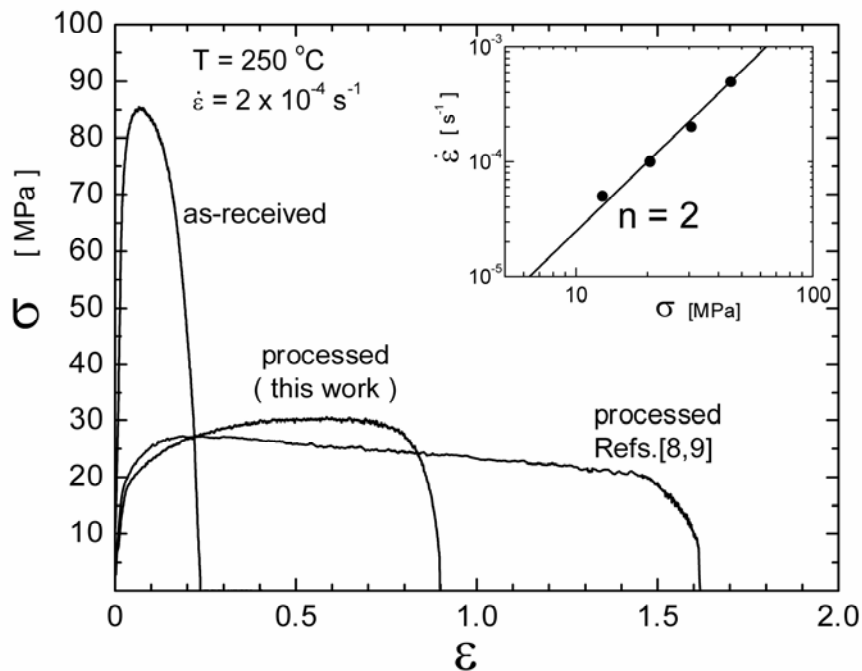 100
90
80
70
60
50
40
30
20
10
σ [ MPa ]
0
0.5
1.0
1.5
2.0
ε
T = 250 °C
ε̇ = 2 x 10⁻⁴ s⁻¹
as-received
processed
( this work )
processed
Refs.[8,9]
10⁻³
10⁻⁴
10⁻⁵
ε̇ [ s⁻¹ ]
n = 2
10
100
σ [MPa]